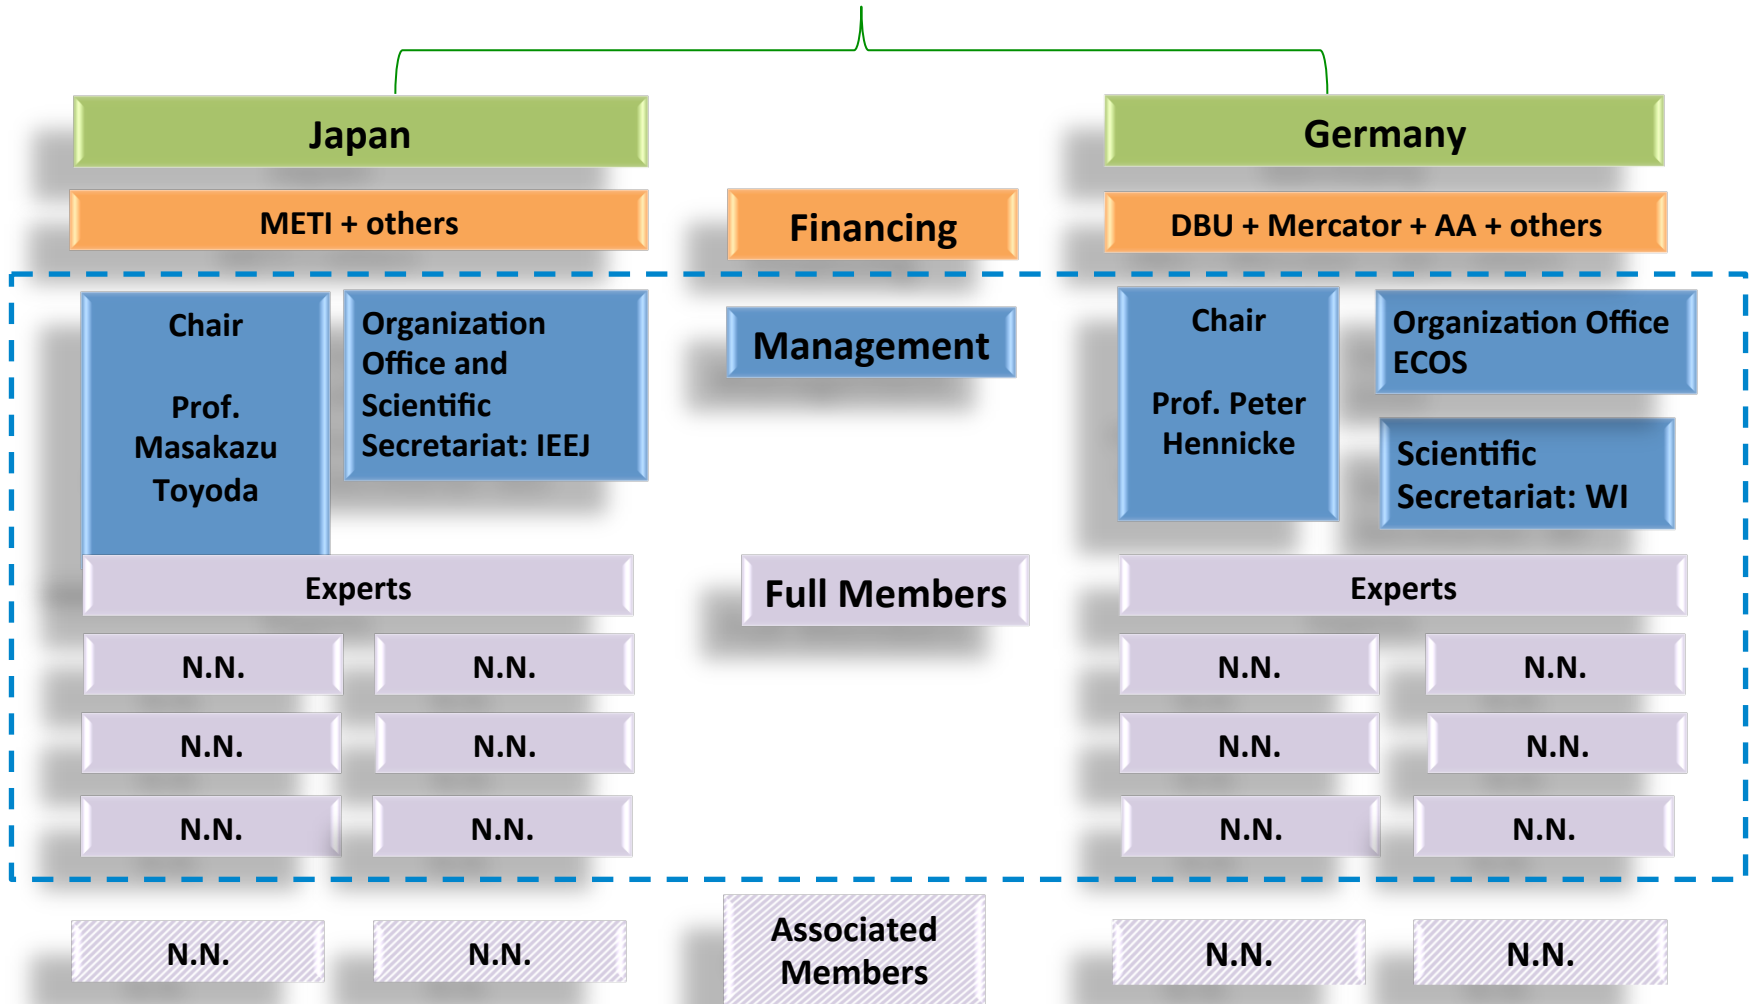 Japan
Germany
METI + others
Financing
DBU + Mercator + AA + others
Chair
Prof.
Masakazu
Toyoda
Organization
Office and
Scientific
Secretariat: IEEJ
Management
Chair
Prof. Peter
Hennicke
Organization Office
ECOS
Scientific
Secretariat: WI
Experts
Full Members
Experts
N.N.
N.N.
N.N.
N.N.
N.N.
N.N.
N.N.
N.N.
N.N.
N.N.
N.N.
N.N.
N.N.
N.N.
Associated
Members
N.N.
N.N.